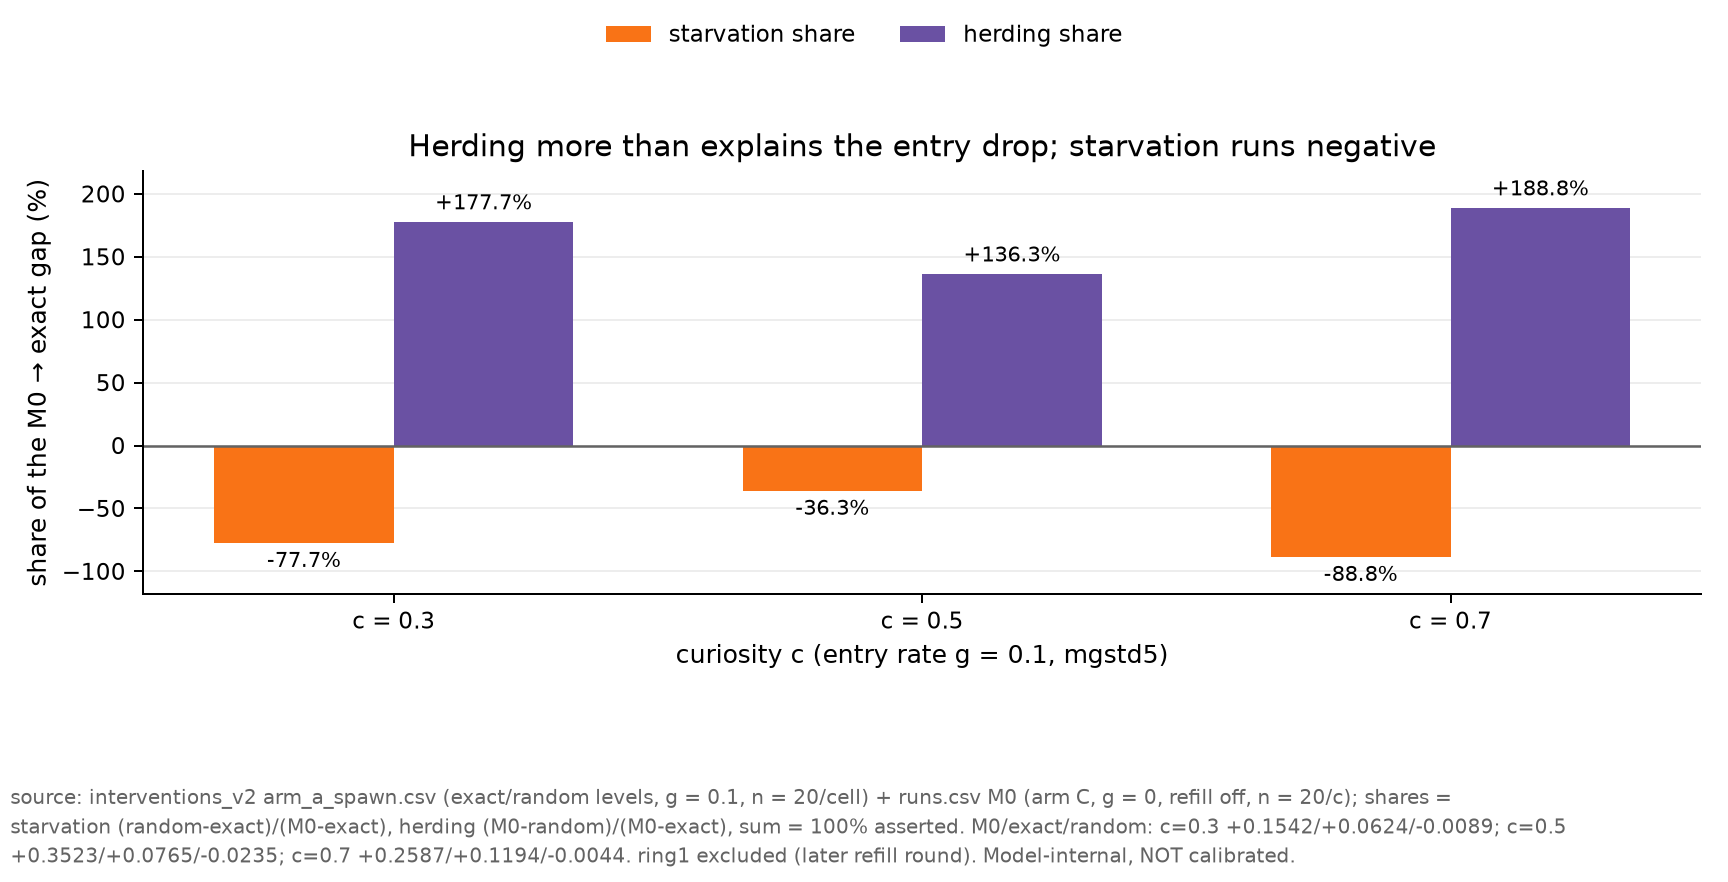 starvation share
herding share
Herding more than explains the entry drop; starvation runs negative
share of the M0 → exact gap (%)
200
150
100
50
0
−50
−100
+177.7%
+136.3%
+188.8%
-77.7%
-36.3%
-88.8%
c = 0.3
c = 0.5
c = 0.7
curiosity c (entry rate g = 0.1, mgstd5)
source: interventions_v2 arm_a_spawn.csv (exact/random levels, g = 0.1, n = 20/cell) + runs.csv M0 (arm C, g = 0, refill off, n = 20/c); shares =
starvation (random-exact)/(M0-exact), herding (M0-random)/(M0-exact), sum = 100% asserted. M0/exact/random: c=0.3 +0.1542/+0.0624/-0.0089; c=0.5
+0.3523/+0.0765/-0.0235; c=0.7 +0.2587/+0.1194/-0.0044. ring1 excluded (later refill round). Model-internal, NOT calibrated.